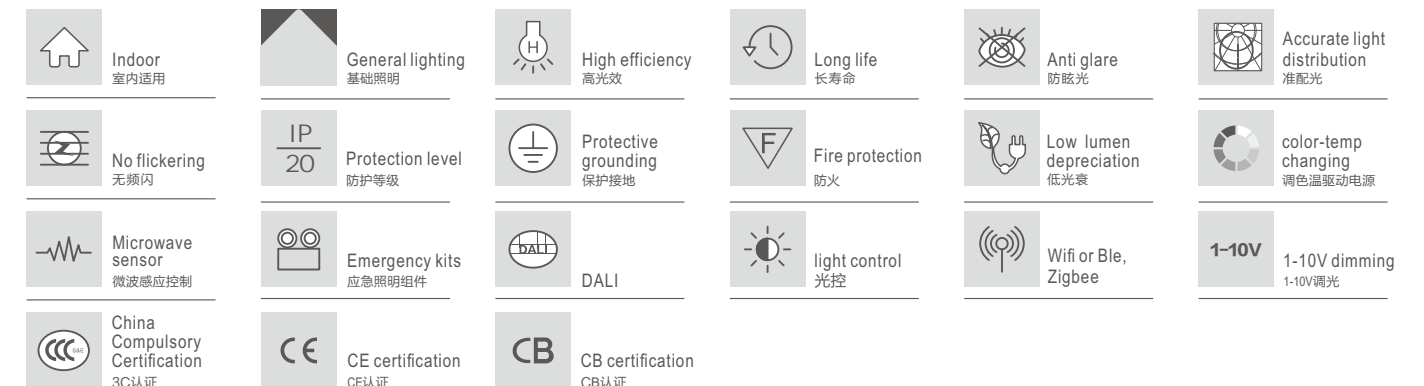 Indoor
室内适用
General lighting
基础照明
H
High efficiency
高光效
Long life
长寿命
Anti glare
防眩光
Accurate light
distribution
准配光
No flickering
无频闪
IP
20
Protection level
防护等级
Protective
grounding
保护接地
F
Fire protection
防火
Low lumen
depreciation
低光衰
color-temp
changing
调色温驱动电源
Microwave
sensor
微波感应控制
Emergency kits
应急照明组件
DALI
DALI
light control
光控
Wifi or Ble,
Zigbee
1-10V
1-10V dimming
1-10V调光
CCC S&E
China
Compulsory
Certification
3C认证
CE
CE certification
CE认证
CB
CB certification
CB认证